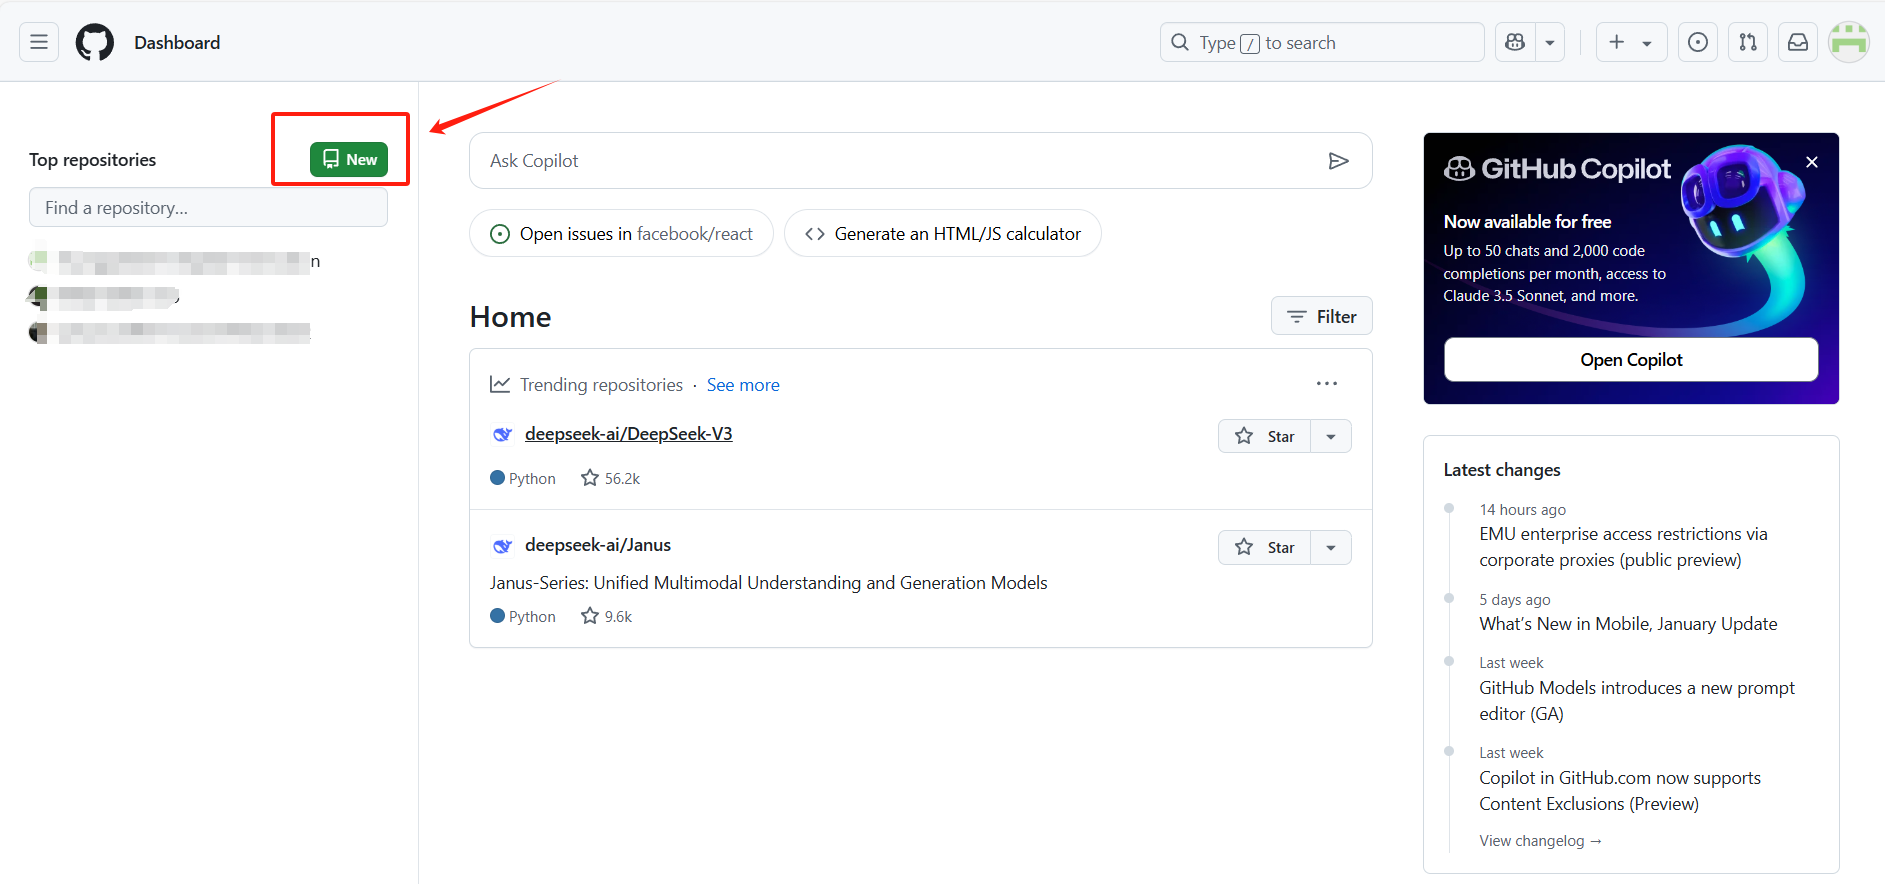 Dashboard
Type / to search
Top repositories
New
Find a repository...
n
Ask Copilot
Open issues in facebook/react
Generate an HTML/JS calculator
Home
Filter
Trending repositories · See more
deepseek-ai/DeepSeek-V3
Star
Python
56.2k
deepseek-ai/Janus
Star
Janus-Series: Unified Multimodal Understanding and Generation Models
Python
9.6k
GitHub Copilot
Now available for free
Up to 50 chats and 2,000 code
completions per month, access to
Claude 3.5 Sonnet, and more.
Open Copilot
Latest changes
14 hours ago
EMU enterprise access restrictions via
corporate proxies (public preview)
5 days ago
What's New in Mobile, January Update
Last week
GitHub Models introduces a new prompt
editor (GA)
Last week
Copilot in GitHub.com now supports
Content Exclusions (Preview)
View changelog →